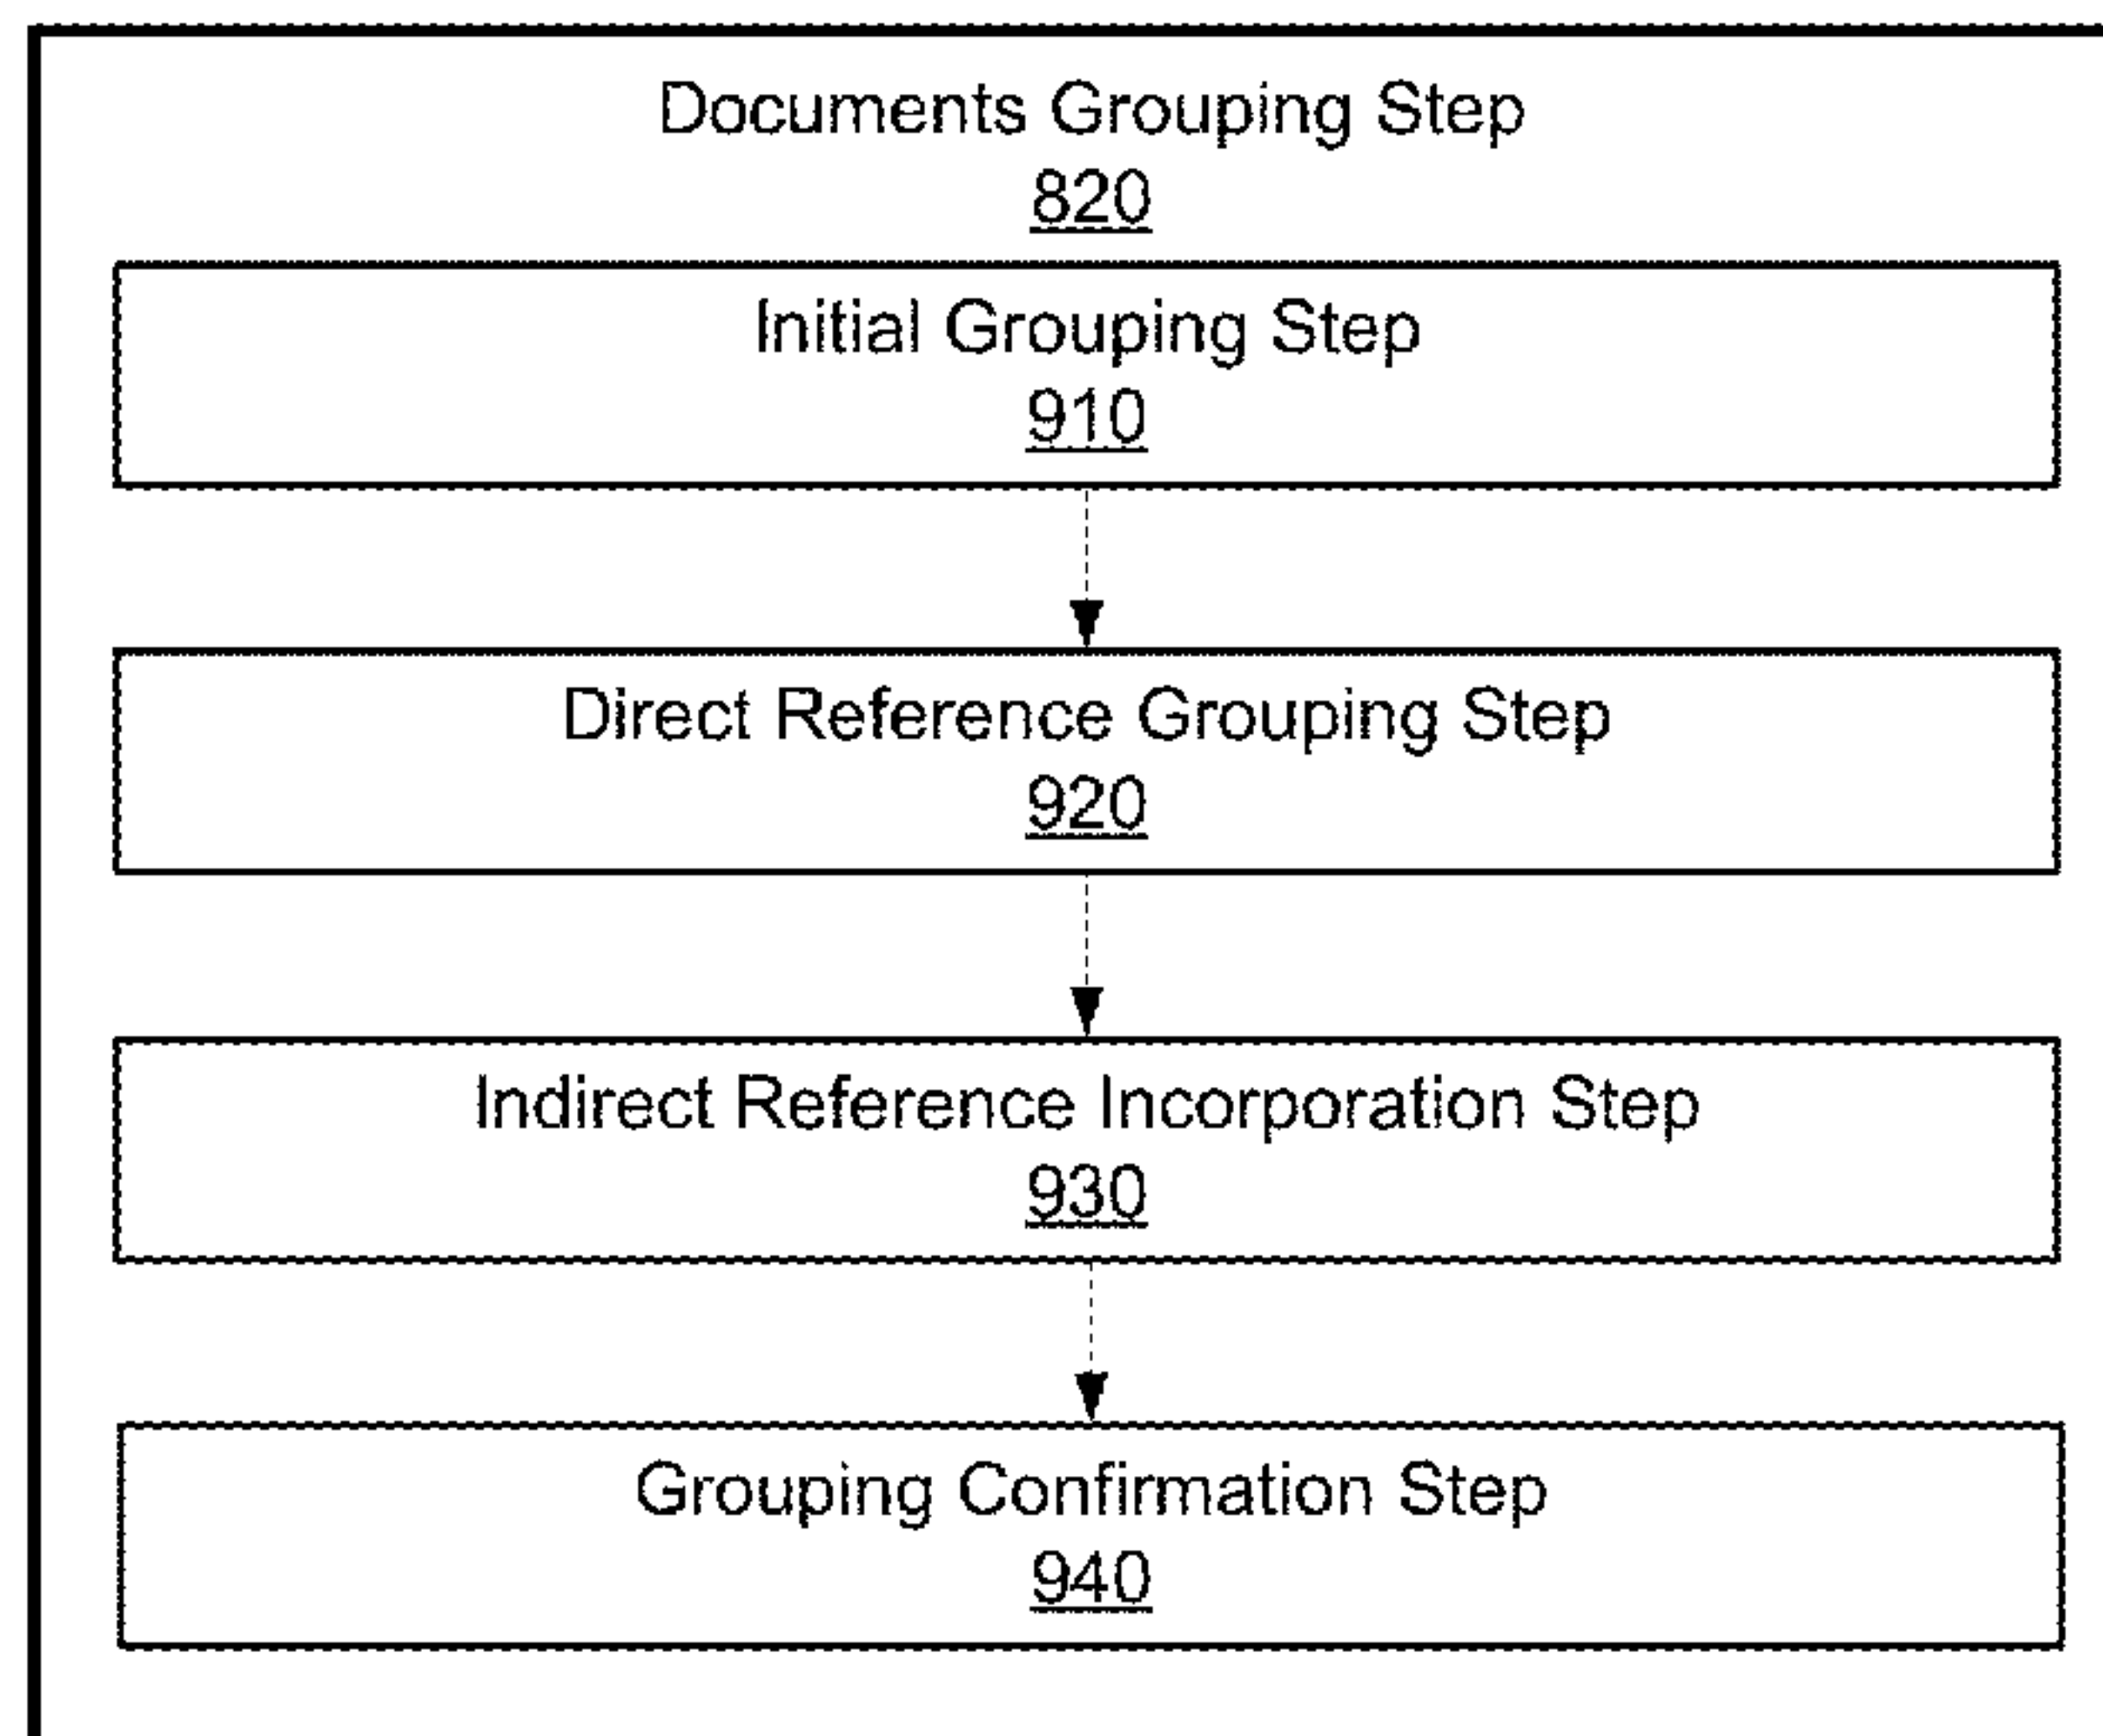 Documents Grouping Step
820
Initial Grouping Step
910
Direct Reference Grouping Step
920
Indirect Reference Incorporation Step
930
Grouping Confirmation Step
940